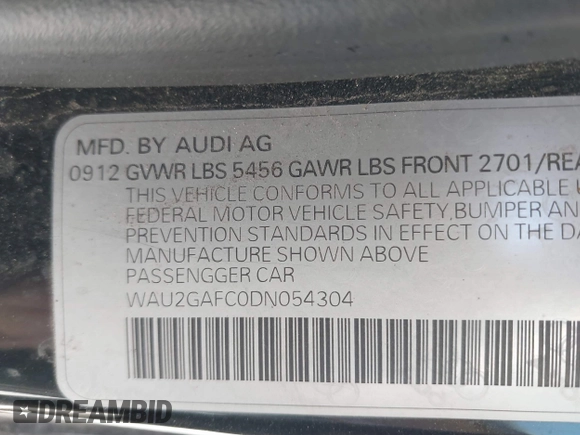 MFD. BY AUDI AG
0912 GVWR LBS 5456 GAWR LBS FRONT 2701/REA
THIS VEHICLE CONFORMS TO ALL APPLICABLE
FEDERAL MOTOR VEHICLE SAFETY,BUMPER AN
PREVENTION STANDARDS IN EFFECT ON THE DA
MANUFACTURE SHOWN ABOVE
PASSENGGER CAR
WAU2GAFC0DN054304
DREAMBID